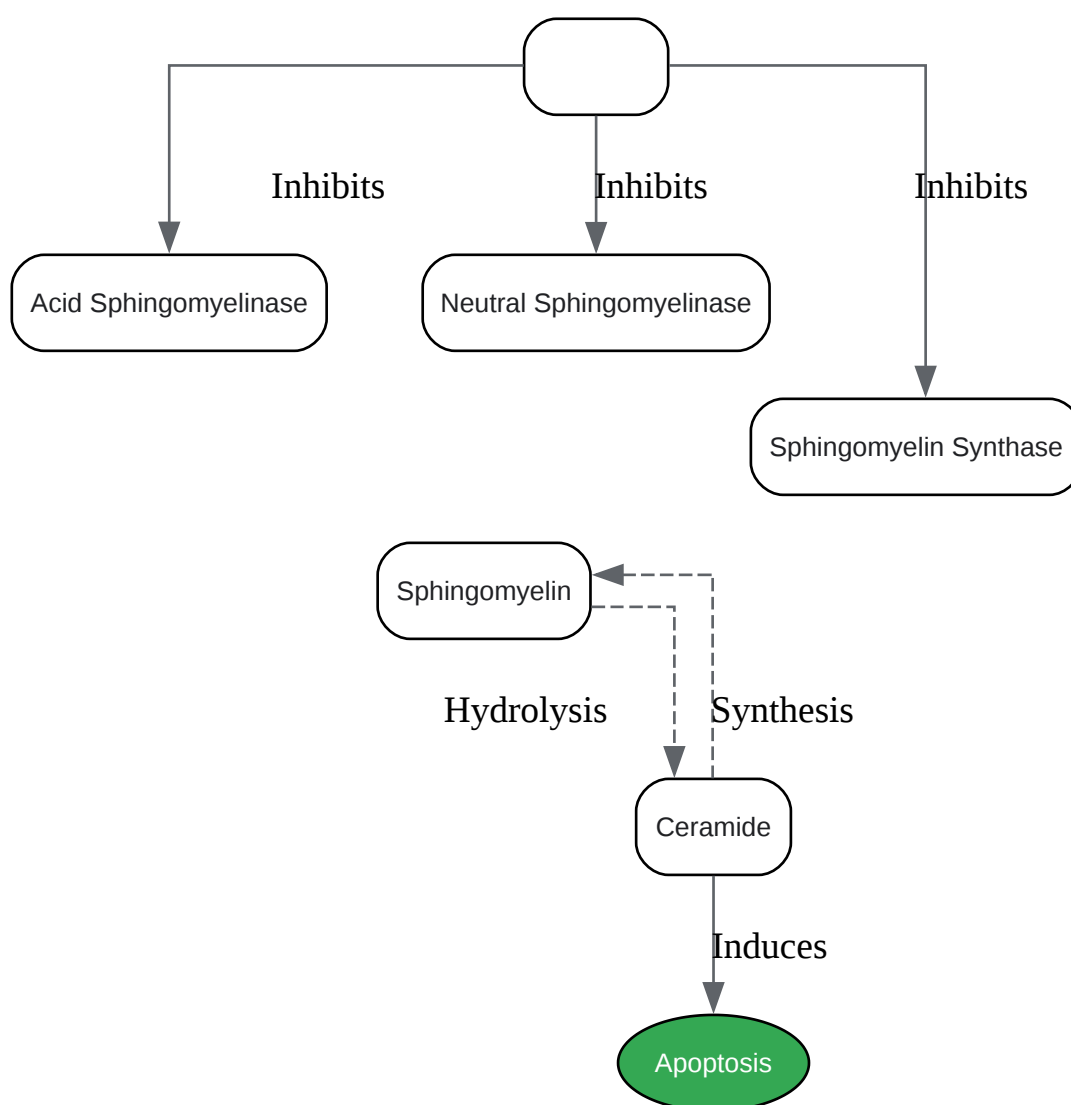 Inhibits
Inhibits
Inhibits
Acid Sphingomyelinase
Neutral Sphingomyelinase
Sphingomyelin Synthase
Sphingomyelin
Hydrolysis
Synthesis
Ceramide
Induces
Apoptosis